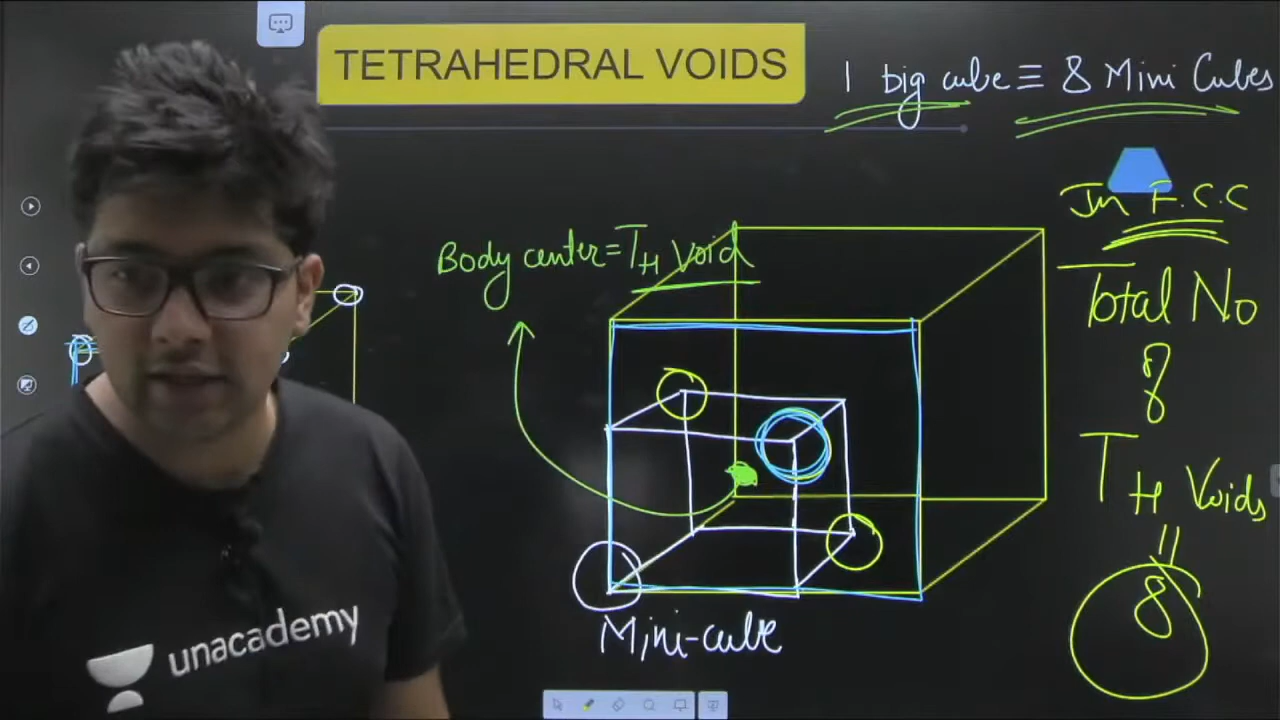 TETRAHEDRAL VOIDS
1 big cube ≡ 8 Mini Cubes
In F.C.C
Body center = TH Void
Total No
8
TH Voids
=
8
Mini-cube
unacademy